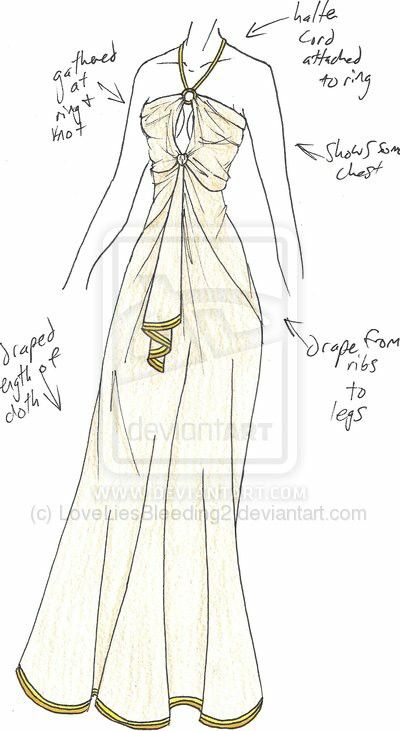 halter
cord
attached
to ring
gathered
at
ring +
knot
shows some
chest
draped
length of
cloth
Drape from
ribs
to
legs
deviantART
WWW.DEVIANTART.COM
(c) LoveLiesBleeding2.deviantart.com